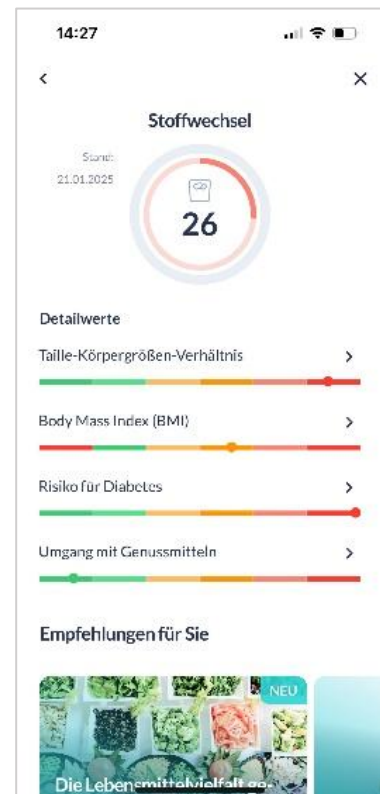 14:27
Stoffwechsel
Stand:
21.01.2025
26
Detailwerte
Taille-Körpergrößen-Verhältnis
Body Mass Index (BMI)
Risiko für Diabetes
Umgang mit Genussmitteln
Empfehlungen für Sie
NEU
Die Lebensmittelvielfalt ge-